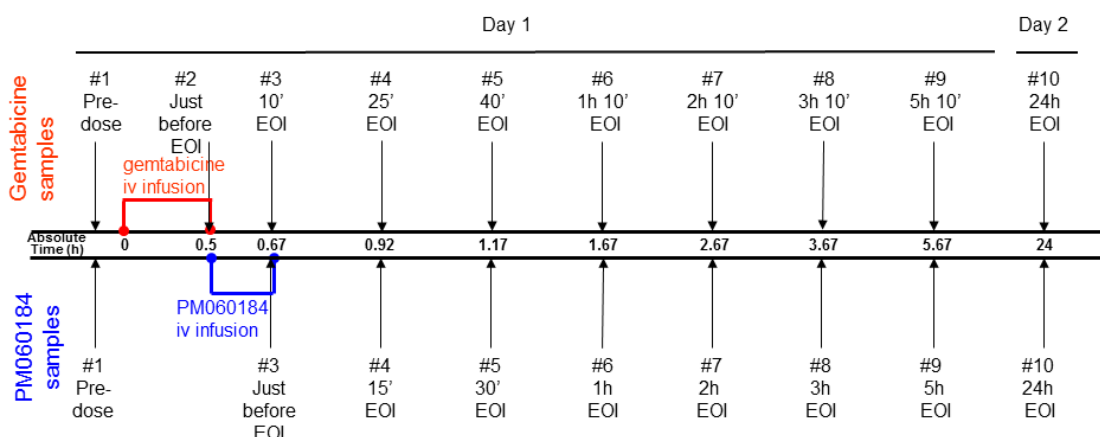 Day 1
Day 2
Gemtabicine
samples
#1
Pre-
dose
#2
Just
before
EOI
#3
10’
EOI
#4
25’
EOI
#5
40’
EOI
#6
1h 10’
EOI
#7
2h 10’
EOI
#8
3h 10’
EOI
#9
5h 10’
EOI
#10
24h
EOI
gemtabicine
iv infusion
Absolute
Time (h)
0
0.5
0.67
0.92
1.17
1.67
2.67
3.67
5.67
24
PM060184
samples
PM060184
iv infusion
#1
Pre-
dose
#3
Just
before
EOI
#4
15’
EOI
#5
30’
EOI
#6
1h
EOI
#7
2h
EOI
#8
3h
EOI
#9
5h
EOI
#10
24h
EOI